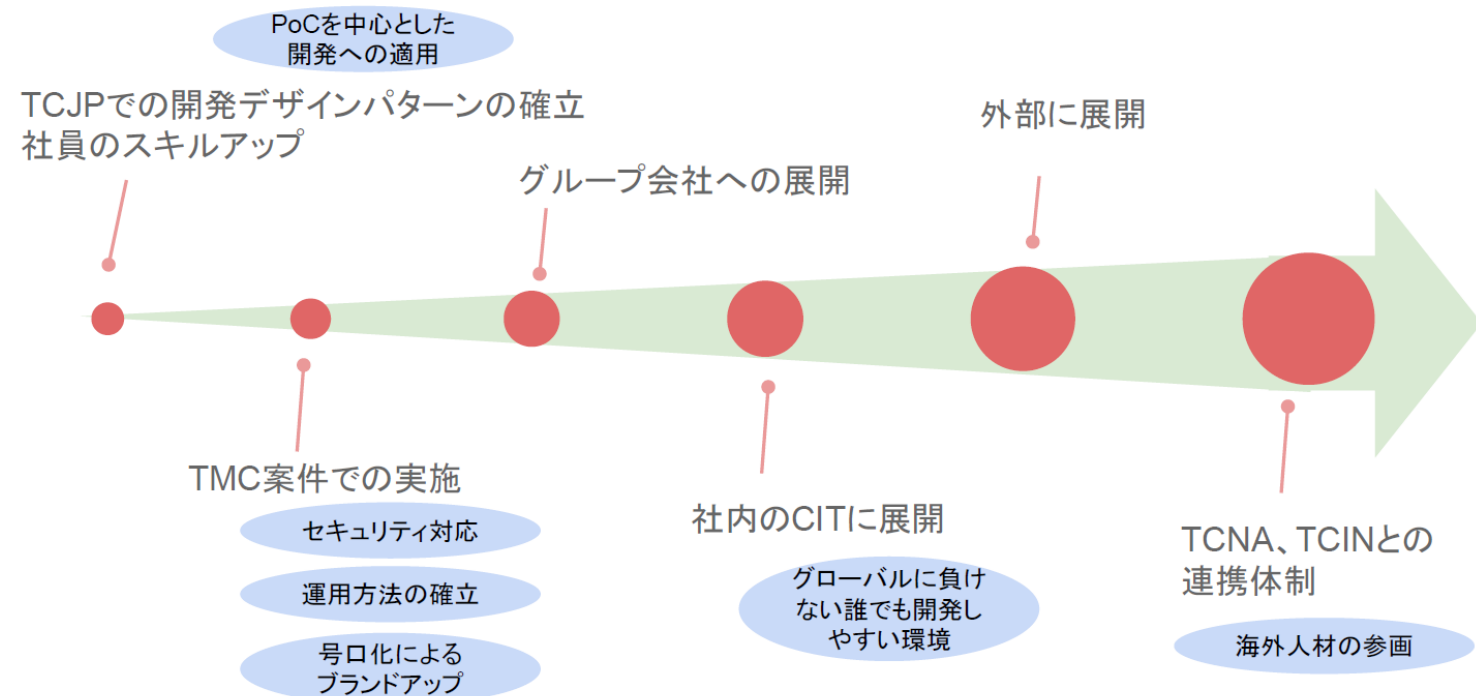 PoCを中心とした
開発への適用
TCJPでの開発デザインパターンの確立
社員のスキルアップ
グループ会社への展開
外部に展開
TMC案件での実施
セキュリティ対応
運用方法の確立
号口化による
ブランドアップ
社内のCITに展開
グローバルに負け
ない誰でも開発し
やすい環境
TCNA、TCINとの
連携体制
海外人材の参画